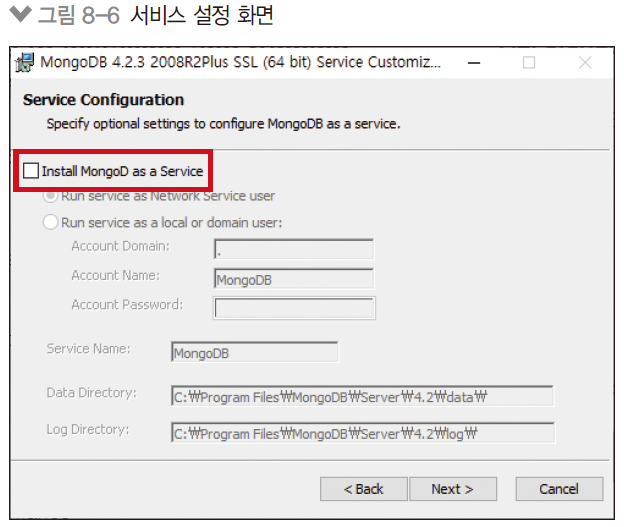 그림 8-6 서비스 설정 화면
MongoDB 4.2.3 2008R2Plus SSL (64 bit) Service Customiz...
Service Configuration
Specify optional settings to configure MongoDB as a service.
Install MongoD as a Service
Run service as Network Service user
Run service as a local or domain user:
Account Domain: .
Account Name: MongoDB
Account Password:
Service Name: MongoDB
Data Directory: C:₩Program Files₩MongoDB₩Server₩4.2₩data₩
Log Directory: C:₩Program Files₩MongoDB₩Server₩4.2₩log₩
< Back Next > Cancel